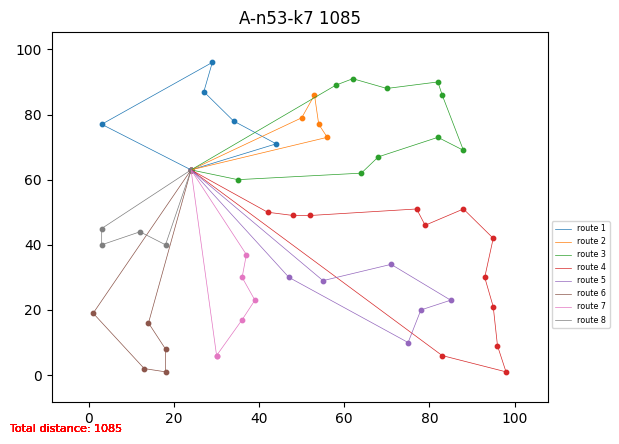 A-n53-k7 1085
100
80
60
40
20
0
0 20 40 60 80 100
route 1
route 2
route 3
route 4
route 5
route 6
route 7
route 8
Total distance: 1085